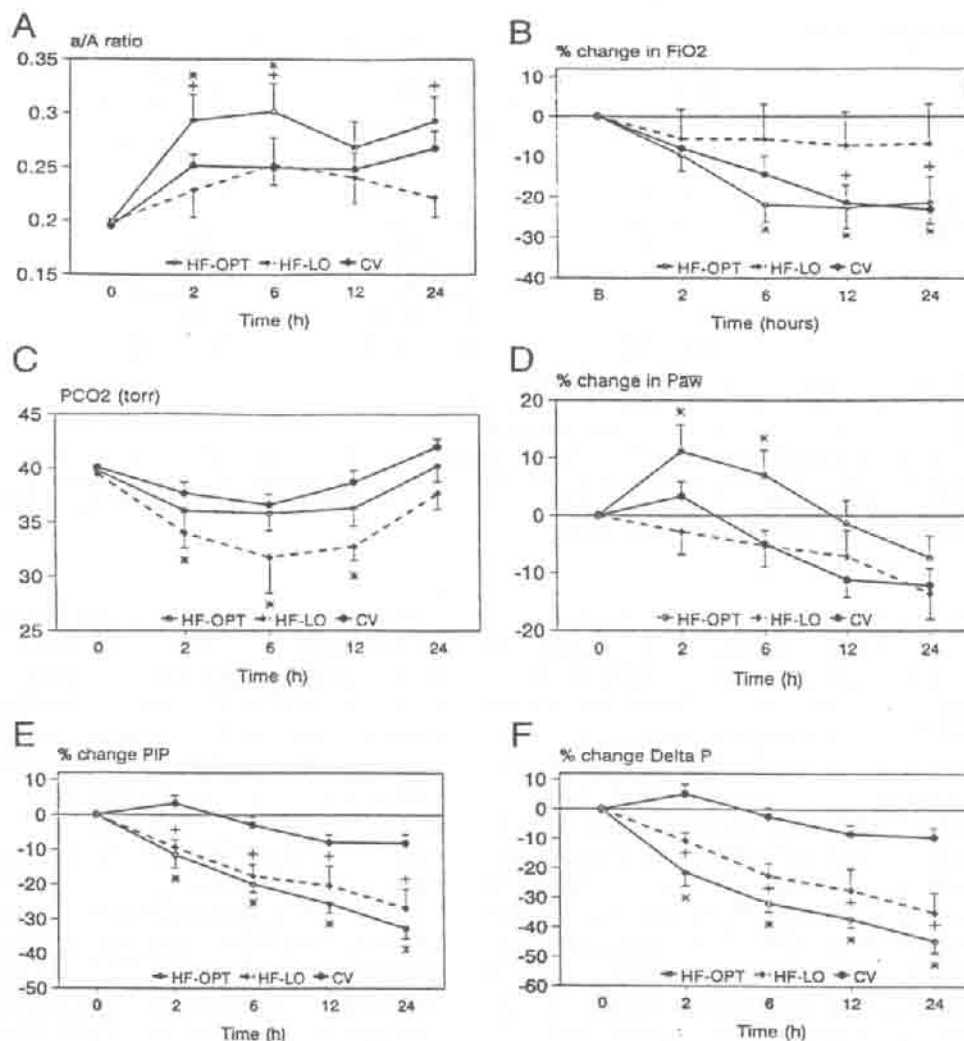 A
a/A ratio
0.35
0.3
0.25
0.2
0.15
HF-OPT HF-LO CV
0 2 6 12 24
Time (h)
B
% change in FiO2
10
0
-10
-20
-30
-40
HF-OPT HF-LO CV
B 2 6 12 24
Time (hours)
C
PCO2 (torr)
45
40
35
30
25
HF-OPT HF-LO CV
0 2 6 12 24
Time (h)
D
% change in Paw
20
10
0
-10
-20
HF-OPT HF-LO CV
0 2 6 12 24
Time (h)
E
% change PIP
10
0
-10
-20
-30
-40
-50
HF-OPT HF-LO CV
0 2 6 12 24
Time (h)
F
% change Delta P
10
0
-10
-20
-30
-40
-50
-60
HF-OPT HF-LO CV
0 2 6 12 24
Time (h)